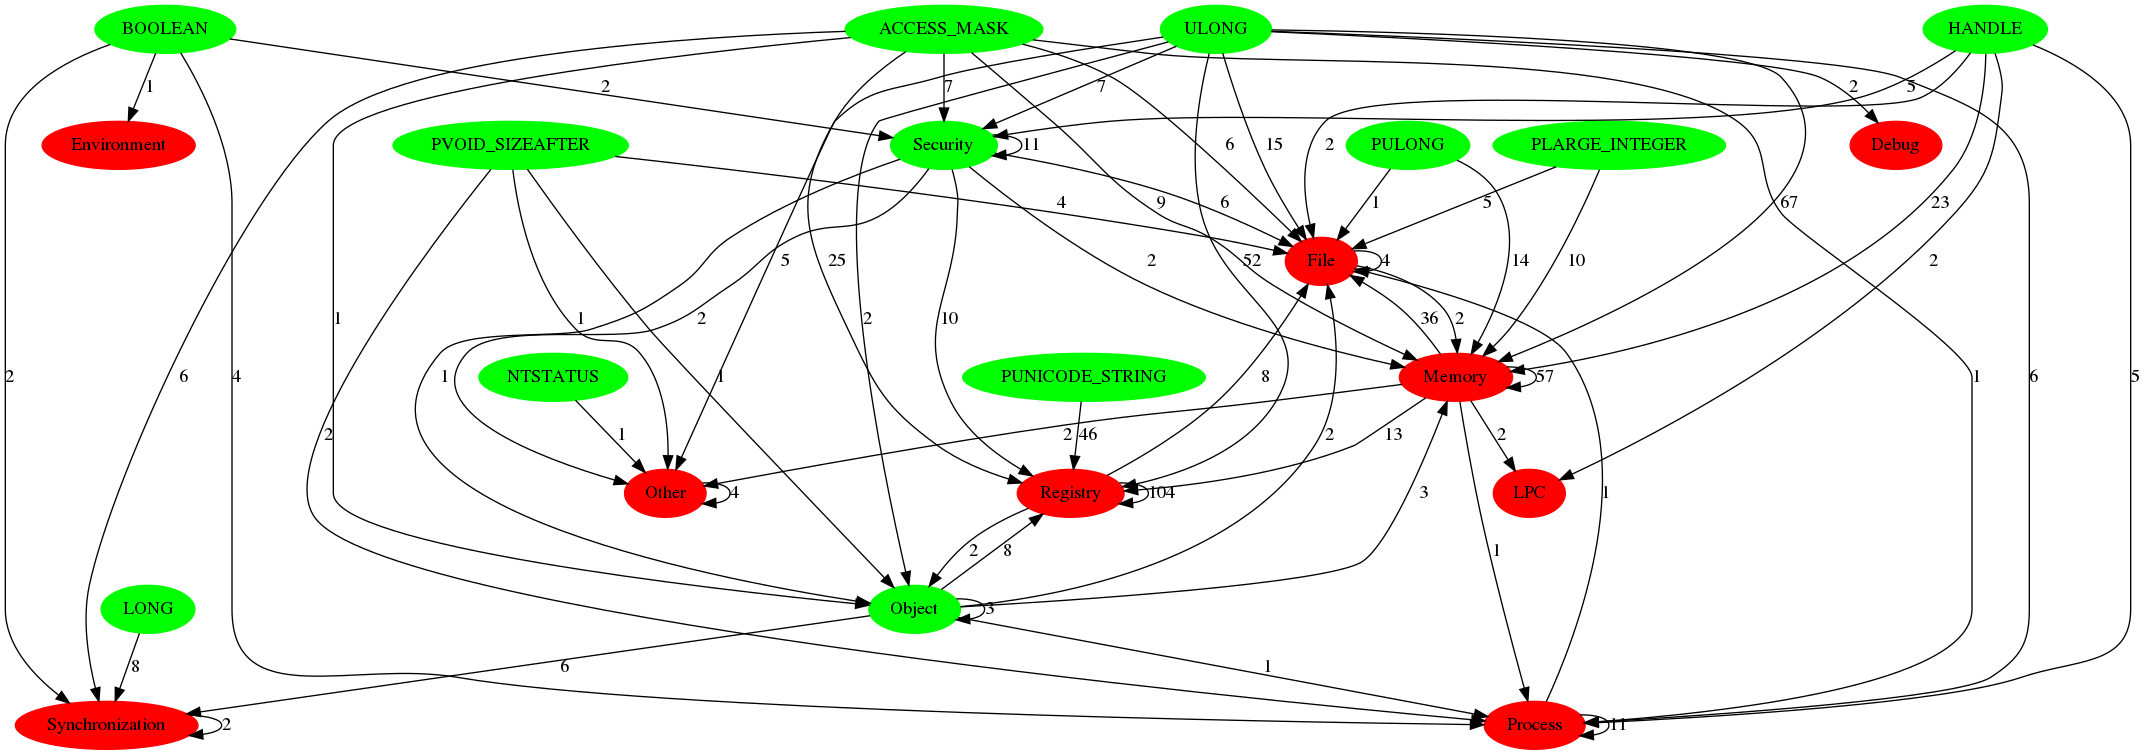 BOOLEAN ACCESS_MASK ULONG HANDLE
1 2 7 7 5 2
Environment PVOID_SIZEAFTER Security 11 6 15 2 PULONG PLARGE_INTEGER Debug
4 6 9 1 5 67 23
5 25 2 52 File 4 14 10 2
1 1 2 2 10 36 2
2 6 4 1 1 NTSTATUS PUNICODE_STRING Memory 57 1 6 5
2 1 2 46 13 2
Other 4 Registry 104 3 LPC 1
2 8 1
LONG Object 3
8 6 1
Synchronization 2 Process 11
8